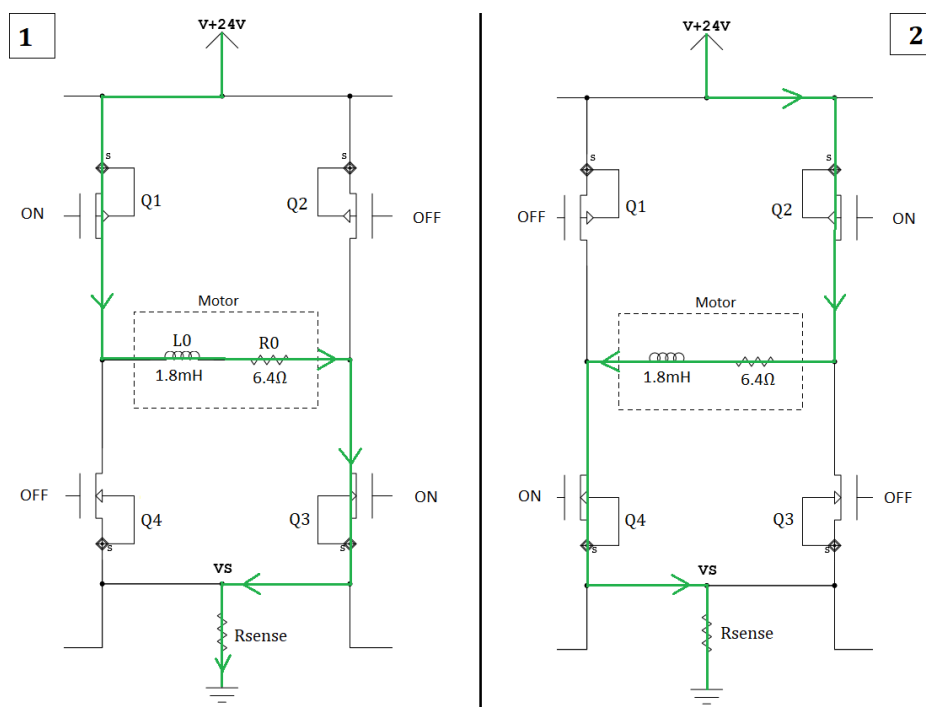 1
V+24V
s
s
Q1
Q2
ON
OFF
Motor
L0
R0
1.8mH
6.4Ω
OFF
ON
Q4
Q3
s
s
VS
Rsense
2
V+24V
s
s
Q1
Q2
OFF
ON
Motor
1.8mH
6.4Ω
ON
OFF
Q4
Q3
s
s
VS
Rsense